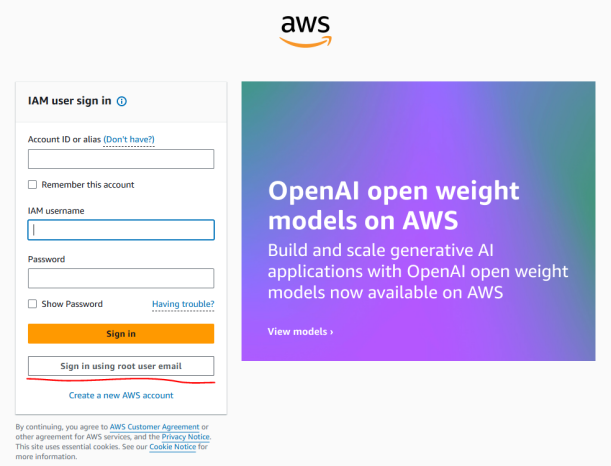 aws
IAM user sign in
Account ID or alias (Don't have?)
Remember this account
IAM username
Password
Show Password Having trouble?
Sign in
Sign in using root user email
Create a new AWS account
By continuing, you agree to AWS Customer Agreement or
other agreement for AWS services, and the Privacy Notice.
This site uses essential cookies. See our Cookie Notice for
more information.
OpenAI open weight
models on AWS
Build and scale generative AI
applications with OpenAI open weight
models now available on AWS
View models ›